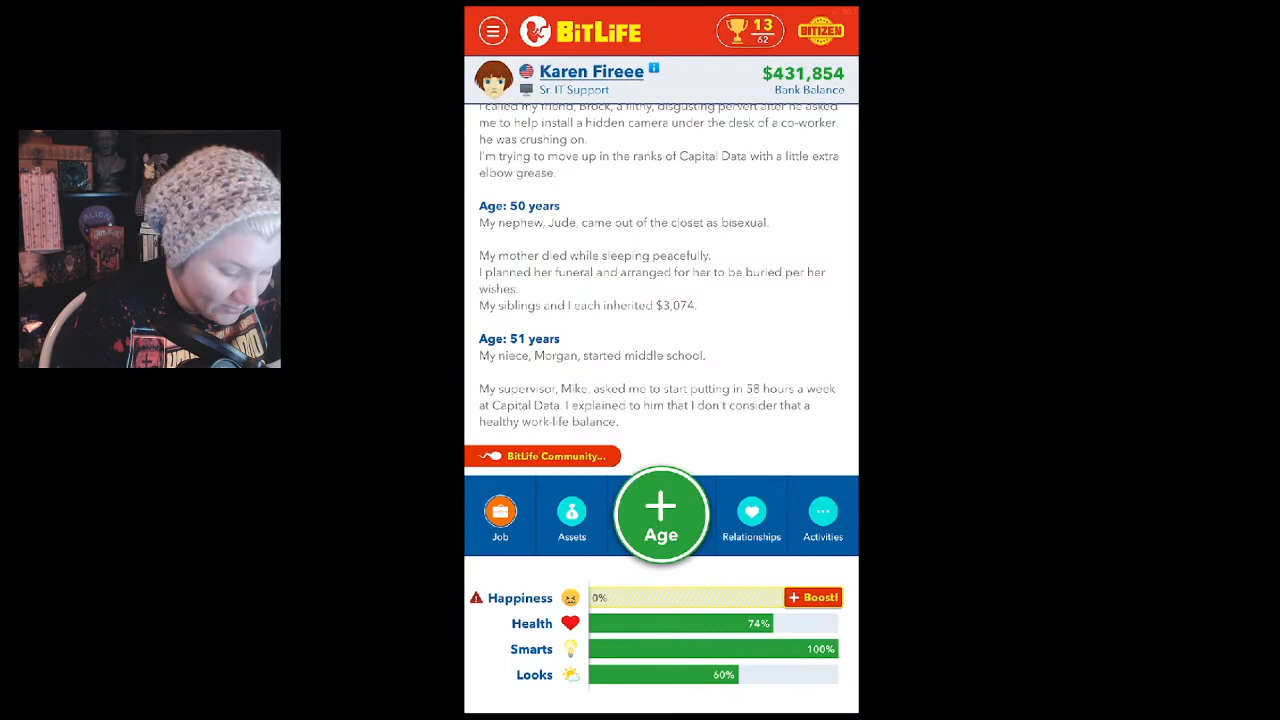 BiTLiFE
13
62
BITIZEN
Karen Fireee
$431,854
Sr. IT Support
Bank Balance
I called my friend, Brock, a filthy, disgusting pervert after he asked
me to help install a hidden camera under the desk of a co-worker
he was crushing on.
I'm trying to move up in the ranks of Capital Data with a little extra
elbow grease.
Age: 50 years
My nephew, Jude, came out of the closet as bisexual.
My mother died while sleeping peacefully.
I planned her funeral and arranged for her to be buried per her
wishes.
My siblings and I each inherited $3,074.
Age: 51 years
My niece, Morgan, started middle school.
My supervisor, Mike, asked me to start putting in 58 hours a week
at Capital Data. I explained to him that I don't consider that a
healthy work-life balance.
BitLife Community...
Job
Assets
+
Age
Relationships
Activities
Happiness
0%
+ Boost!
Health
74%
Smarts
100%
Looks
60%
ALIEN